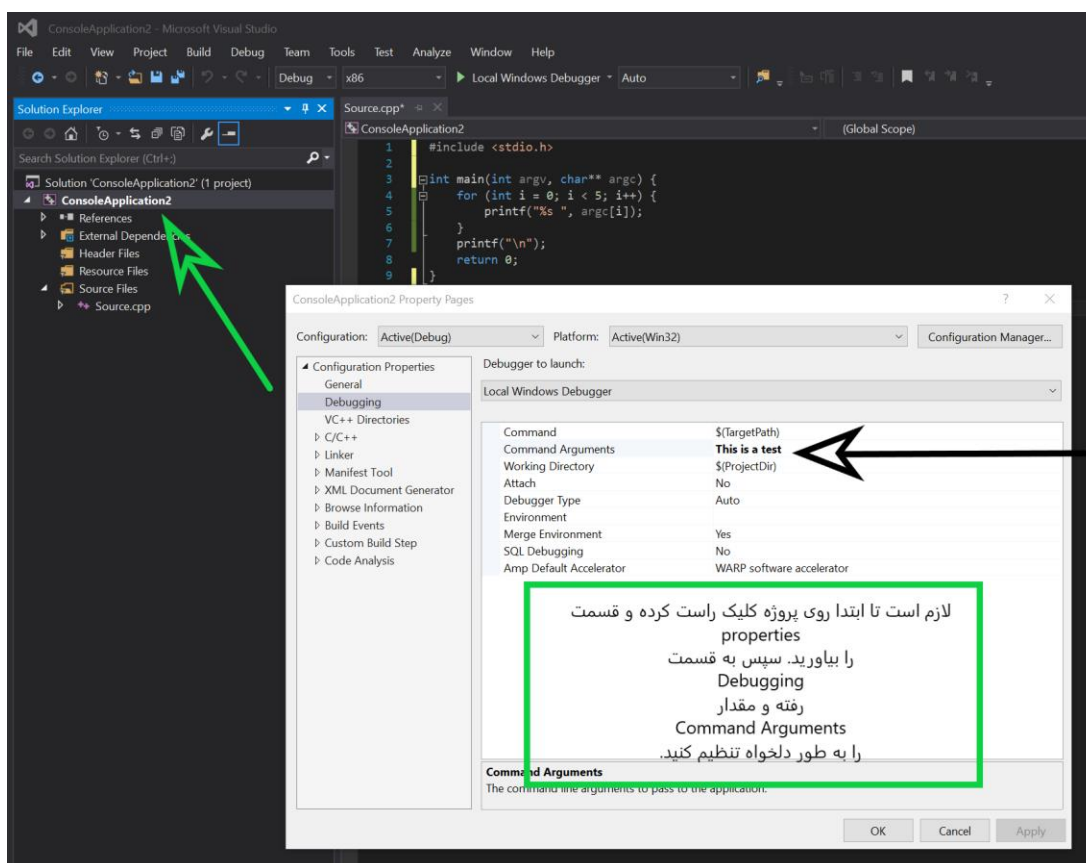 ConsoleApplication2 - Microsoft Visual Studio
File Edit View Project Build Debug Team Tools Test Analyze Window Help
Debug x86 Local Windows Debugger Auto
Solution Explorer
Search Solution Explorer (Ctrl+;)
Solution 'ConsoleApplication2' (1 project)
ConsoleApplication2
References
External
Header Files
Resource Files
Source Files
Source.cpp
Source.cpp*
ConsoleApplication2 (Global Scope)
1 #include <stdio.h>
2
3 int main(int argv, char** argc) {
4 for (int i = 0; i < 5; i++) {
5 printf("%s ", argc[i]);
6 }
7 printf("\n");
8 return 0;
9 }
ConsoleApplication2 Property Pages ? ×
Configuration: Active(Debug) Platform: Active(Win32) Configuration Manager...
Configuration Properties
General
Debugging
VC++ Directories
C/C++
Linker
Manifest Tool
XML Document Generator
Browse Information
Build Events
Custom Build Step
Code Analysis
Debugger to launch:
Local Windows Debugger
Command $(TargetPath)
Command Arguments This is a test
Working Directory $(ProjectDir)
Attach No
Debugger Type Auto
Environment
Merge Environment Yes
SQL Debugging No
Amp Default Accelerator WARP software accelerator
لازم است تا ابتدا روی پروژه کلیک راست کرده و قسمت
properties
را بیاورید. سپس به قسمت
Debugging
رفته و مقدار
Command Arguments
را به طور دلخواه تنظیم کنید.
Command Arguments
The command line arguments to pass to the application.
OK Cancel Apply